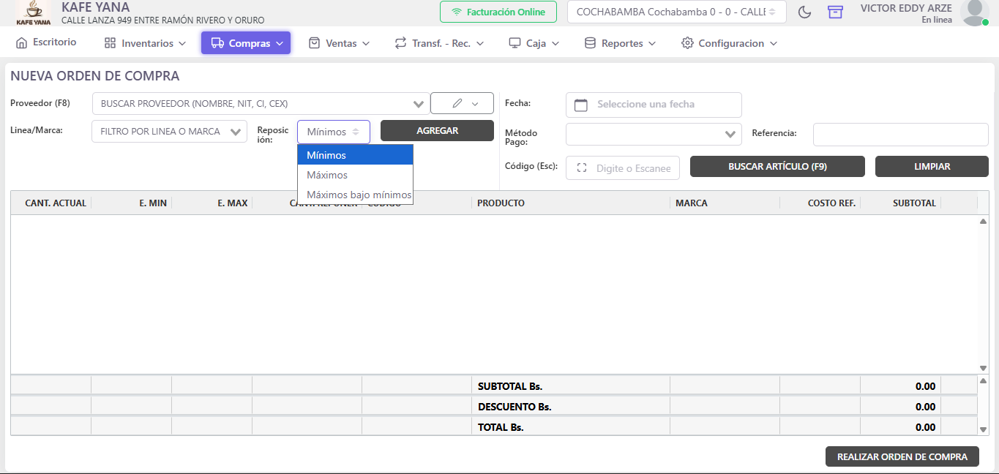 KAFE YANA
KAFE YANA
CALLE LANZA 949 ENTRE RAMÓN RIVERO Y ORURO
Facturación Online
COCHABAMBA Cochabamba 0 - 0 - CALLE
VICTOR EDDY ARZE
En linea
Escritorio
Inventarios
Compras
Ventas
Transf. - Rec.
Caja
Reportes
Configuracion
NUEVA ORDEN DE COMPRA
Proveedor (F8)
BUSCAR PROVEEDOR (NOMBRE, NIT, CI, CEX)
Fecha:
Seleccione una fecha
Linea/Marca:
FILTRO POR LINEA O MARCA
Reposic
ión:
Mínimos
AGREGAR
Método
Pago:
Referencia:
Mínimos
Máximos
Máximos bajo mínimos
Código (Esc):
Digite o Escanee
BUSCAR ARTÍCULO (F9)
LIMPIAR
CANT. ACTUAL E. MIN E. MAX PRODUCTO MARCA COSTO REF. SUBTOTAL
SUBTOTAL Bs. 0.00
DESCUENTO Bs. 0.00
TOTAL Bs. 0.00
REALIZAR ORDEN DE COMPRA